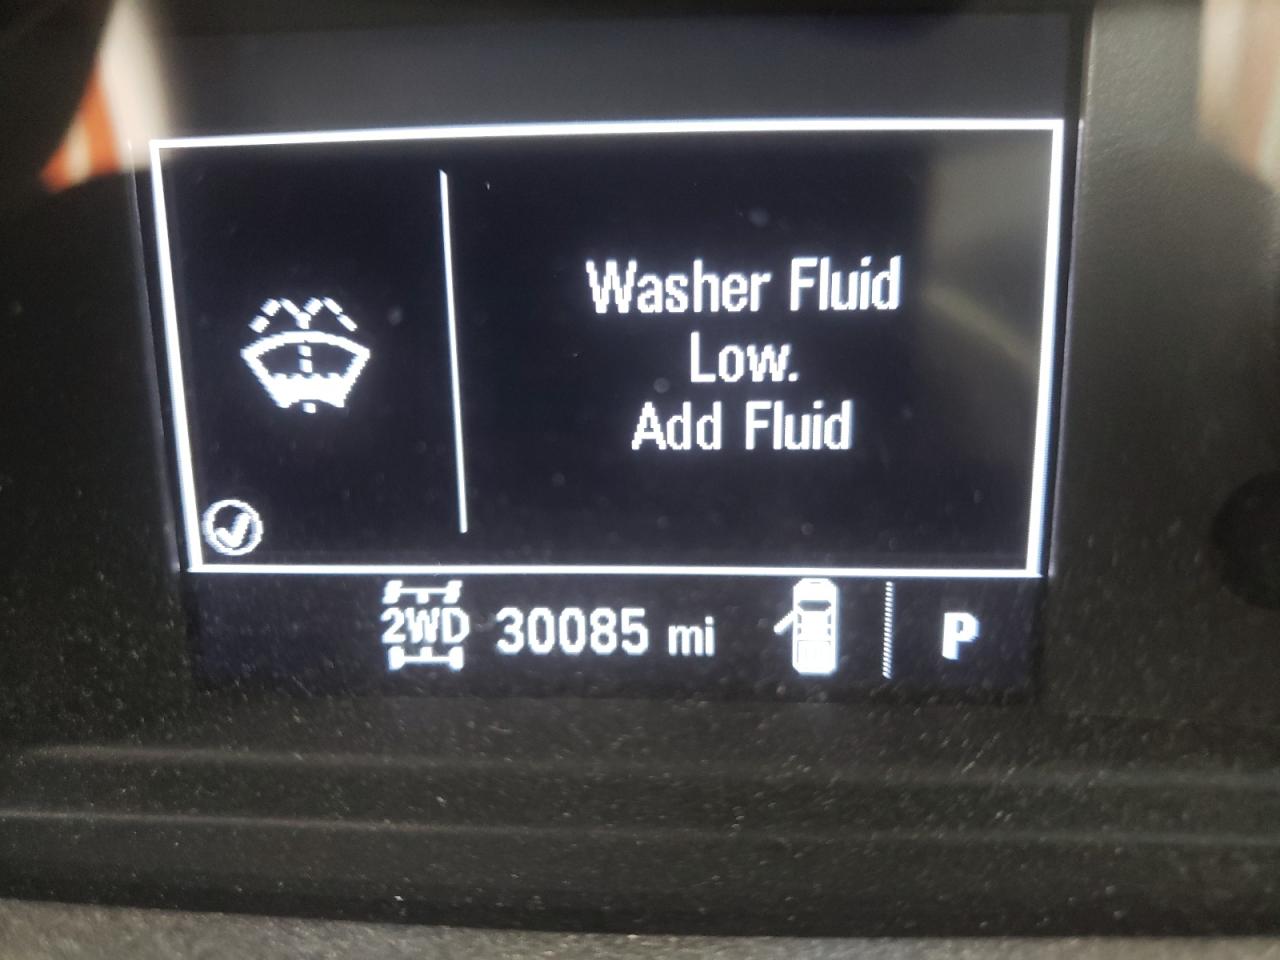 Washer Fluid
Low.
Add Fluid
2WD 30085 mi P